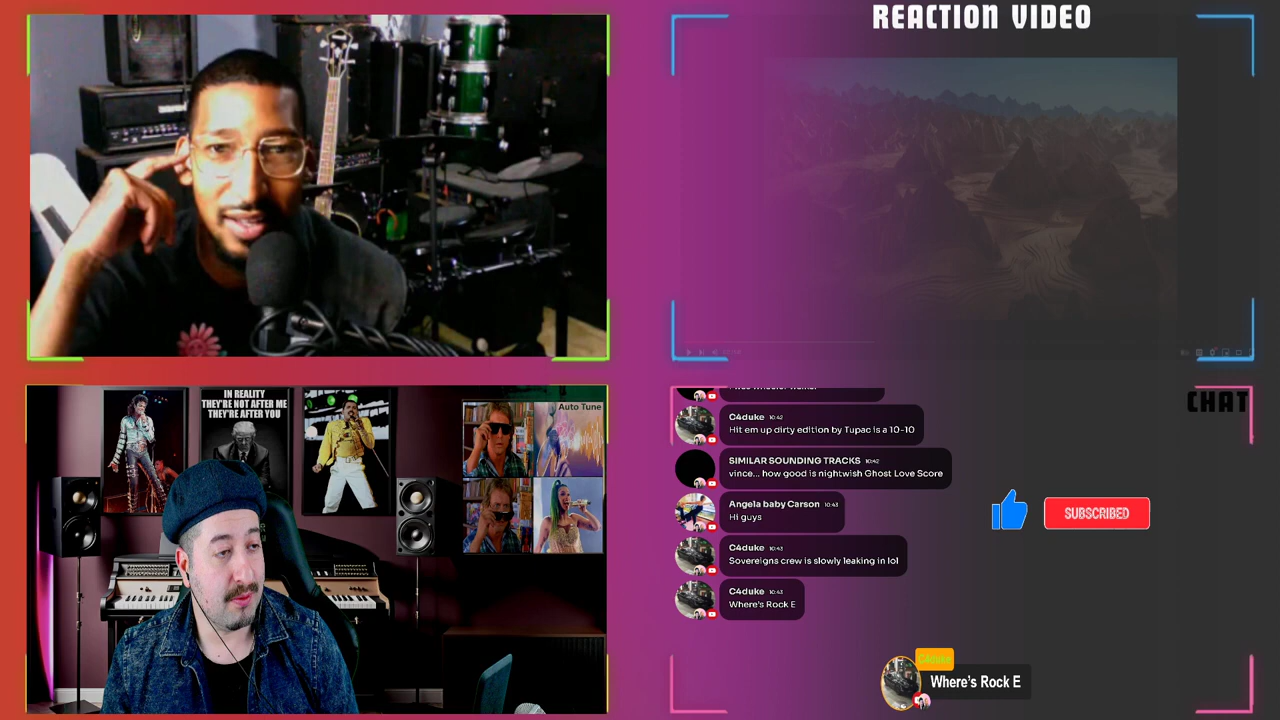 REACTION VIDEO
IN REALITY
THEY'RE NOT AFTER ME
THEY'RE AFTER YOU
Auto Tune
CHAT
C4duke 10:42
Hit em up dirty edition by Tupac is a 10-10
SIMILAR SOUNDING TRACKS 10:42
vince... how good is nightwish Ghost Love Score
Angela baby Carson 10:43
Hi guys
C4duke 10:43
Sovereigns crew is slowly leaking in lol
C4duke 10:43
Where's Rock E
SUBSCRIBED
C4duke
Where's Rock E